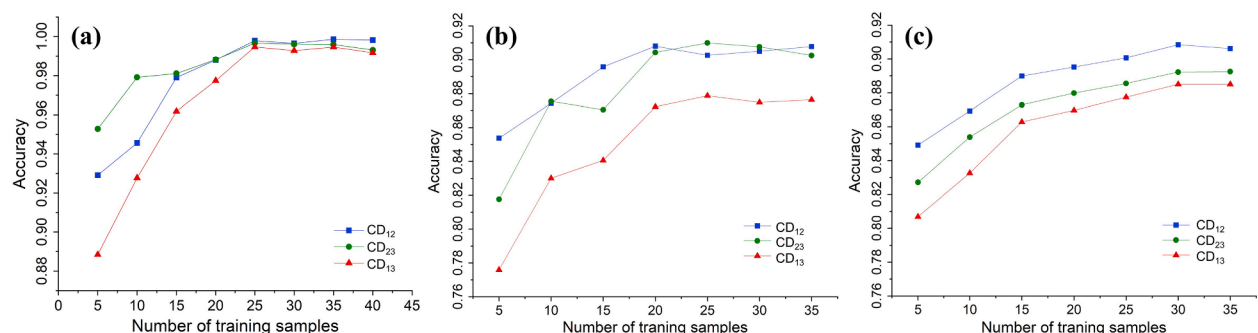 (a)
Accuracy
1.00
0.98
0.96
0.94
0.92
0.90
0.88
0 5 10 15 20 25 30 35 40 45
Number of training samples
CD12
CD23
CD13
(b)
Accuracy
0.92
0.90
0.88
0.86
0.84
0.82
0.80
0.78
0.76
5 10 15 20 25 30 35
Number of traning samples
CD12
CD23
CD13
(c)
Accuracy
0.92
0.90
0.88
0.86
0.84
0.82
0.80
0.78
0.76
5 10 15 20 25 30 35
Number of training samples
CD12
CD23
CD13